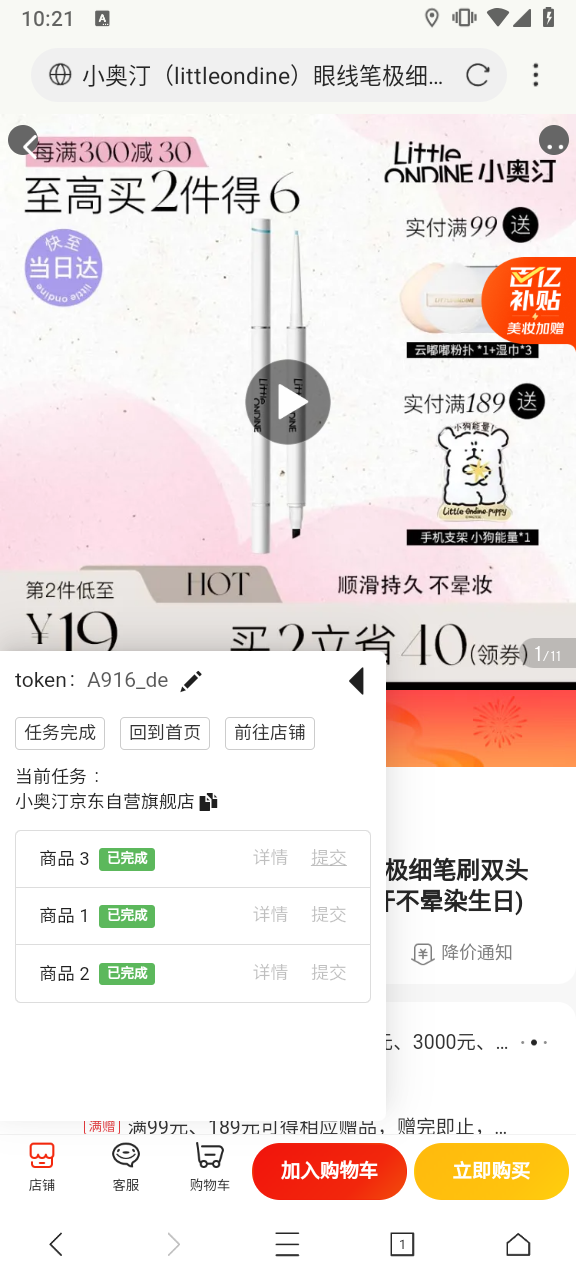 10:21
小奥汀（littleondine）眼线笔极细...
每满300减30
至高买2件得6
快至
当日达
little ondine
LITTLE ONDINE 小奥汀
实付满99 送
云嘟嘟粉扑 *1+湿巾*3
百亿
补贴
美妆加赠
实付满189 送
小狗能量
Little Ondine puppy
手机支架 小狗能量*1
第2件低至
¥19
HOT
顺滑持久 不晕妆
买2立省40(领券)
1/11
token： A916_de
任务完成
回到首页
前往店铺
当前任务：
小奥汀京东自营旗舰店
商品 3 已完成 详情 提交
商品 1 已完成 详情 提交
商品 2 已完成 详情 提交
极细笔刷双头
不晕染生日)
降价通知
元、3000元、...
满赠 满99元、189元可得相应赠品，赠完即止，...
店铺
客服
购物车
加入购物车
立即购买
1